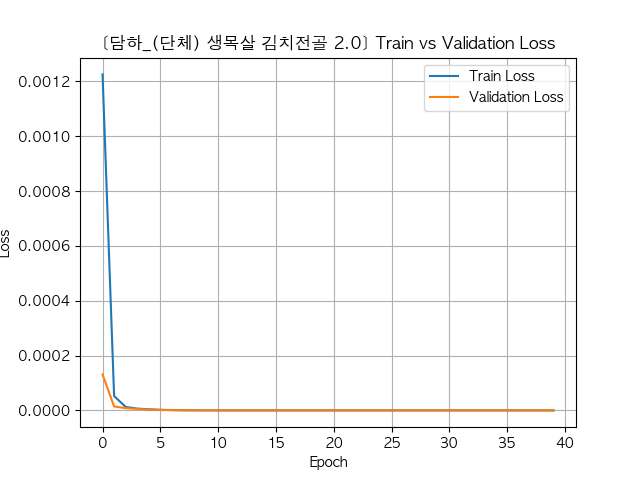 [담하_(단체) 생목살 김치전골 2.0] Train vs Validation Loss
Train Loss
Validation Loss
0.0012
0.0010
0.0008
0.0006
0.0004
0.0002
0.0000
Loss
0 5 10 15 20 25 30 35 40
Epoch